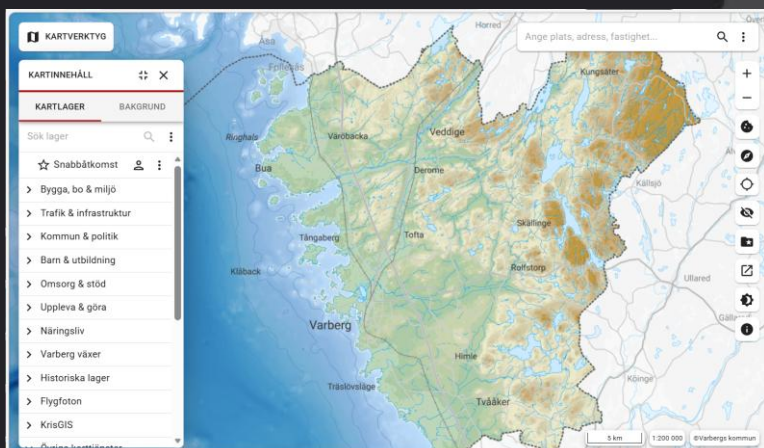 KARTVERKTYG
Ange plats, adress, fastighet...
KARTINNEHÅLL
KARTLAGER
BAKGRUND
Sök lager
Snabbåtkomst
Bygga, bo & miljö
Trafik & infrastruktur
Kommun & politik
Barn & utbildning
Omsorg & stöd
Uppleva & göra
Näringsliv
Varberg växer
Historiska lager
Flygfoton
KrisGIS
Horred
Åsa
Frillesås
Kungsäter
Ringhals
Väröbacka
Veddige
Bua
Derome
Källsjö
Skällinge
Tångaberg
Tofta
Klåback
Rolfstorp
Ullared
Varberg
Himle
Träslövsläge
Tvååker
Köinge
5 km
1:200 000
©Varbergs kommun